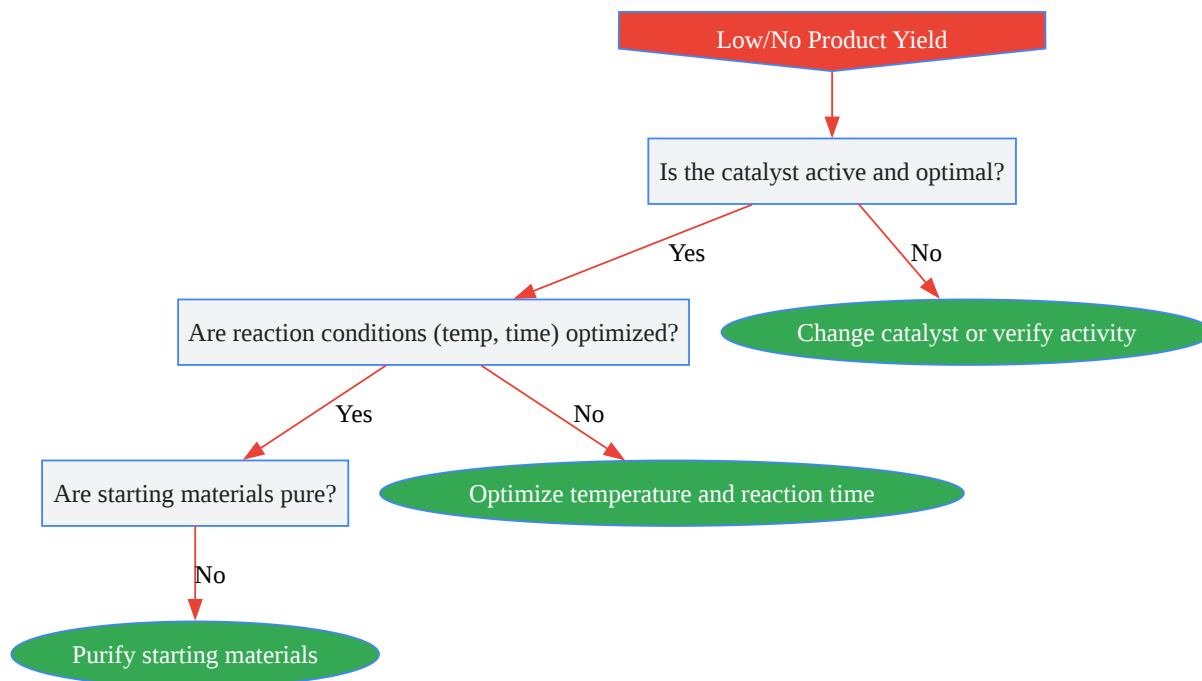 Low/No Product Yield
Is the catalyst active and optimal?
Yes
No
Are reaction conditions (temp, time) optimized?
Change catalyst or verify activity
Yes
No
Are starting materials pure?
Optimize temperature and reaction time
No
Purify starting materials